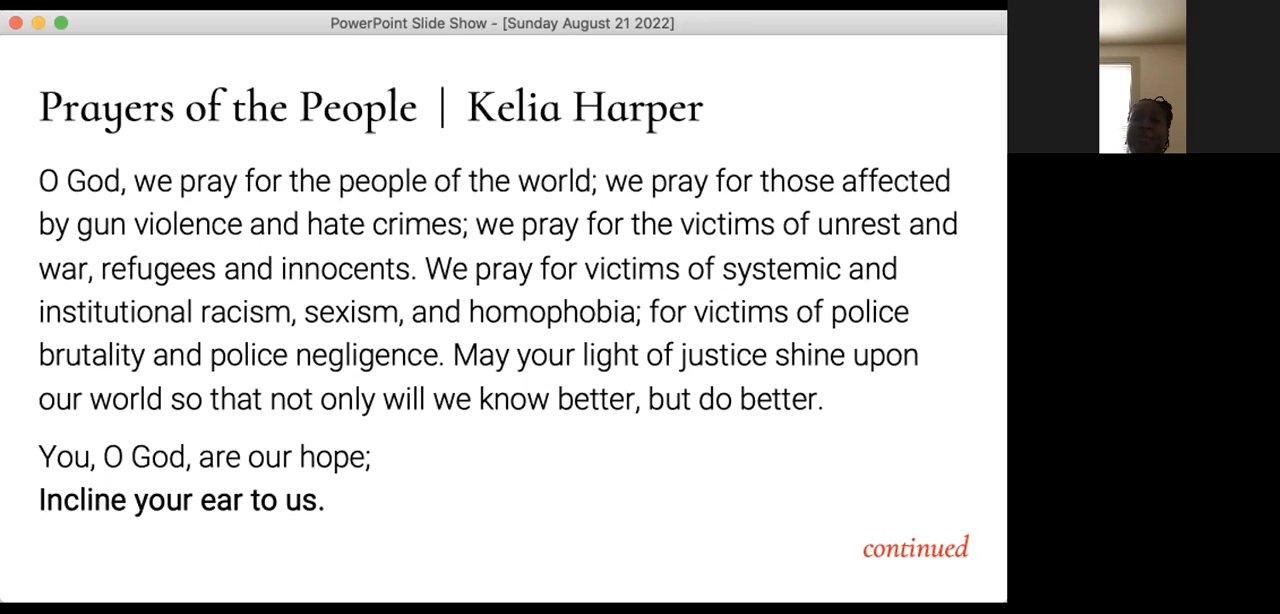 PowerPoint Slide Show - [Sunday August 21 2022]
Prayers of the People | Kelia Harper
O God, we pray for the people of the world; we pray for those affected
by gun violence and hate crimes; we pray for the victims of unrest and
war, refugees and innocents. We pray for victims of systemic and
institutional racism, sexism, and homophobia; for victims of police
brutality and police negligence. May your light of justice shine upon
our world so that not only will we know better, but do better.
You, O God, are our hope;
Incline your ear to us.
continued